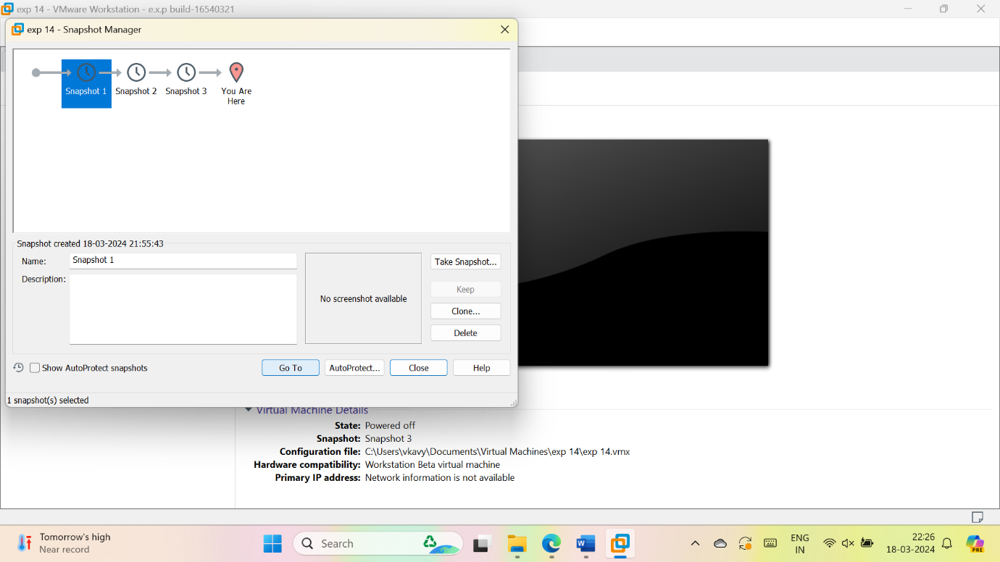 exp 14 - VMware Workstation - e.x.p build-16540321
exp 14 - Snapshot Manager
Snapshot 1
Snapshot 2
Snapshot 3
You Are
Here
Snapshot created 18-03-2024 21:55:43
Name:
Snapshot 1
Description:
No screenshot available
Take Snapshot...
Keep
Clone...
Delete
Show AutoProtect snapshots
Go To
AutoProtect...
Close
Help
1 snapshot(s) selected
Virtual Machine Details
State: Powered off
Snapshot: Snapshot 3
Configuration file: C:\Users\vkavy\Documents\Virtual Machines\exp 14\exp 14.vmx
Hardware compatibility: Workstation Beta virtual machine
Primary IP address: Network information is not available
Tomorrow's high
Near record
Search
ENG
IN
22:26
18-03-2024
PRE